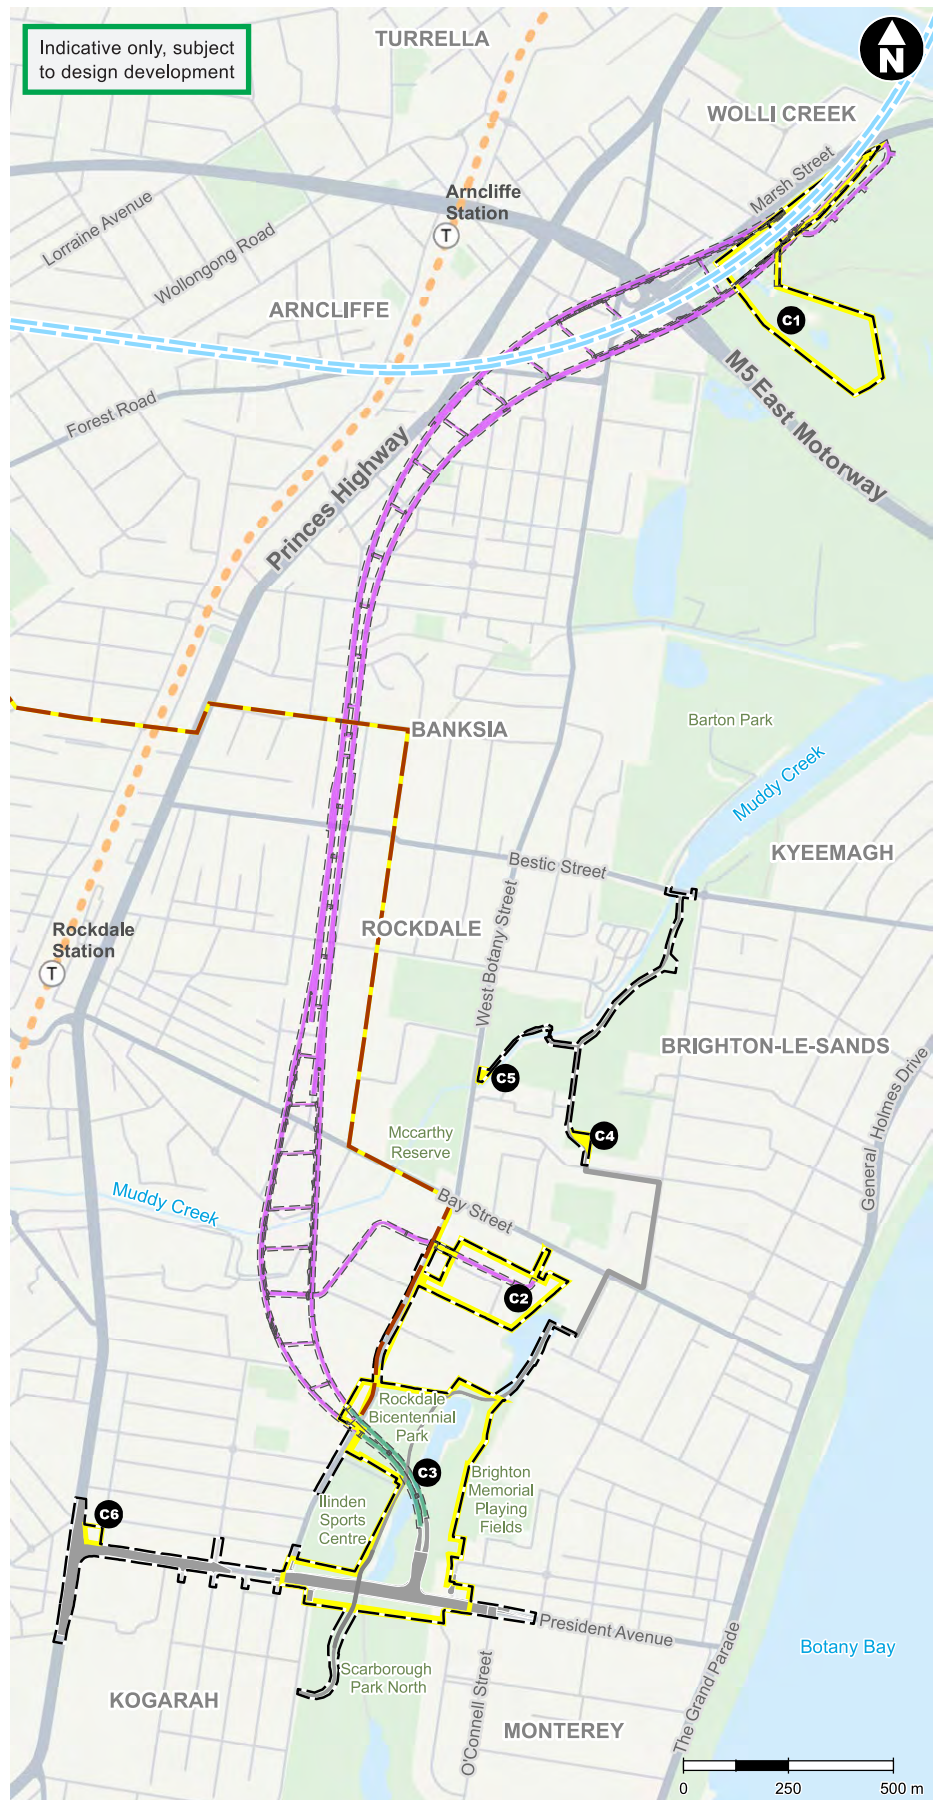 Indicative only, subject
to design development
TURRELLA
N
WOLLI CREEK
Marsh Street
Arncliffe
Station
T
Lorraine Avenue
Wollongong Road
ARNCLIFFE
C1
M5 East Motorway
Forest Road
Princes Highway
BANKSIA
Barton Park
Muddy Creek
KYEEMAGH
Bestic Street
ROCKDALE
Rockdale
Station
T
West Botany Street
BRIGHTON-LE-SANDS
C5
General Holmes Drive
C4
Mccarthy
Reserve
Muddy Creek
Bay Street
C2
Rockdale
Bicentennial
Park
C3
Brighton
Memorial
Playing
Fields
Ilinden
Sports
Centre
C6
President Avenue
Botany Bay
Scarborough
Park North
O'Connell Street
The Grand Parade
KOGARAH
MONTEREY
0 250 500 m